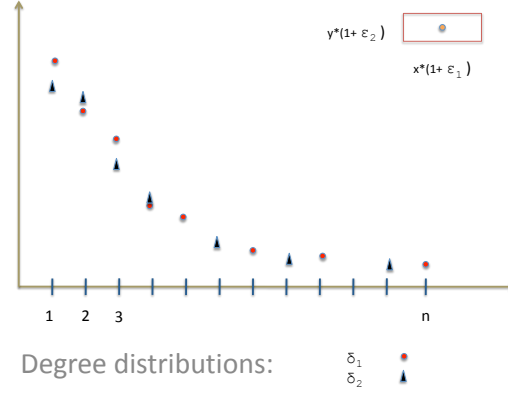 y*(1+ ε₂ )
x*(1+ ε₁ )
1 2 3 n
Degree distributions:
δ₁
δ₂